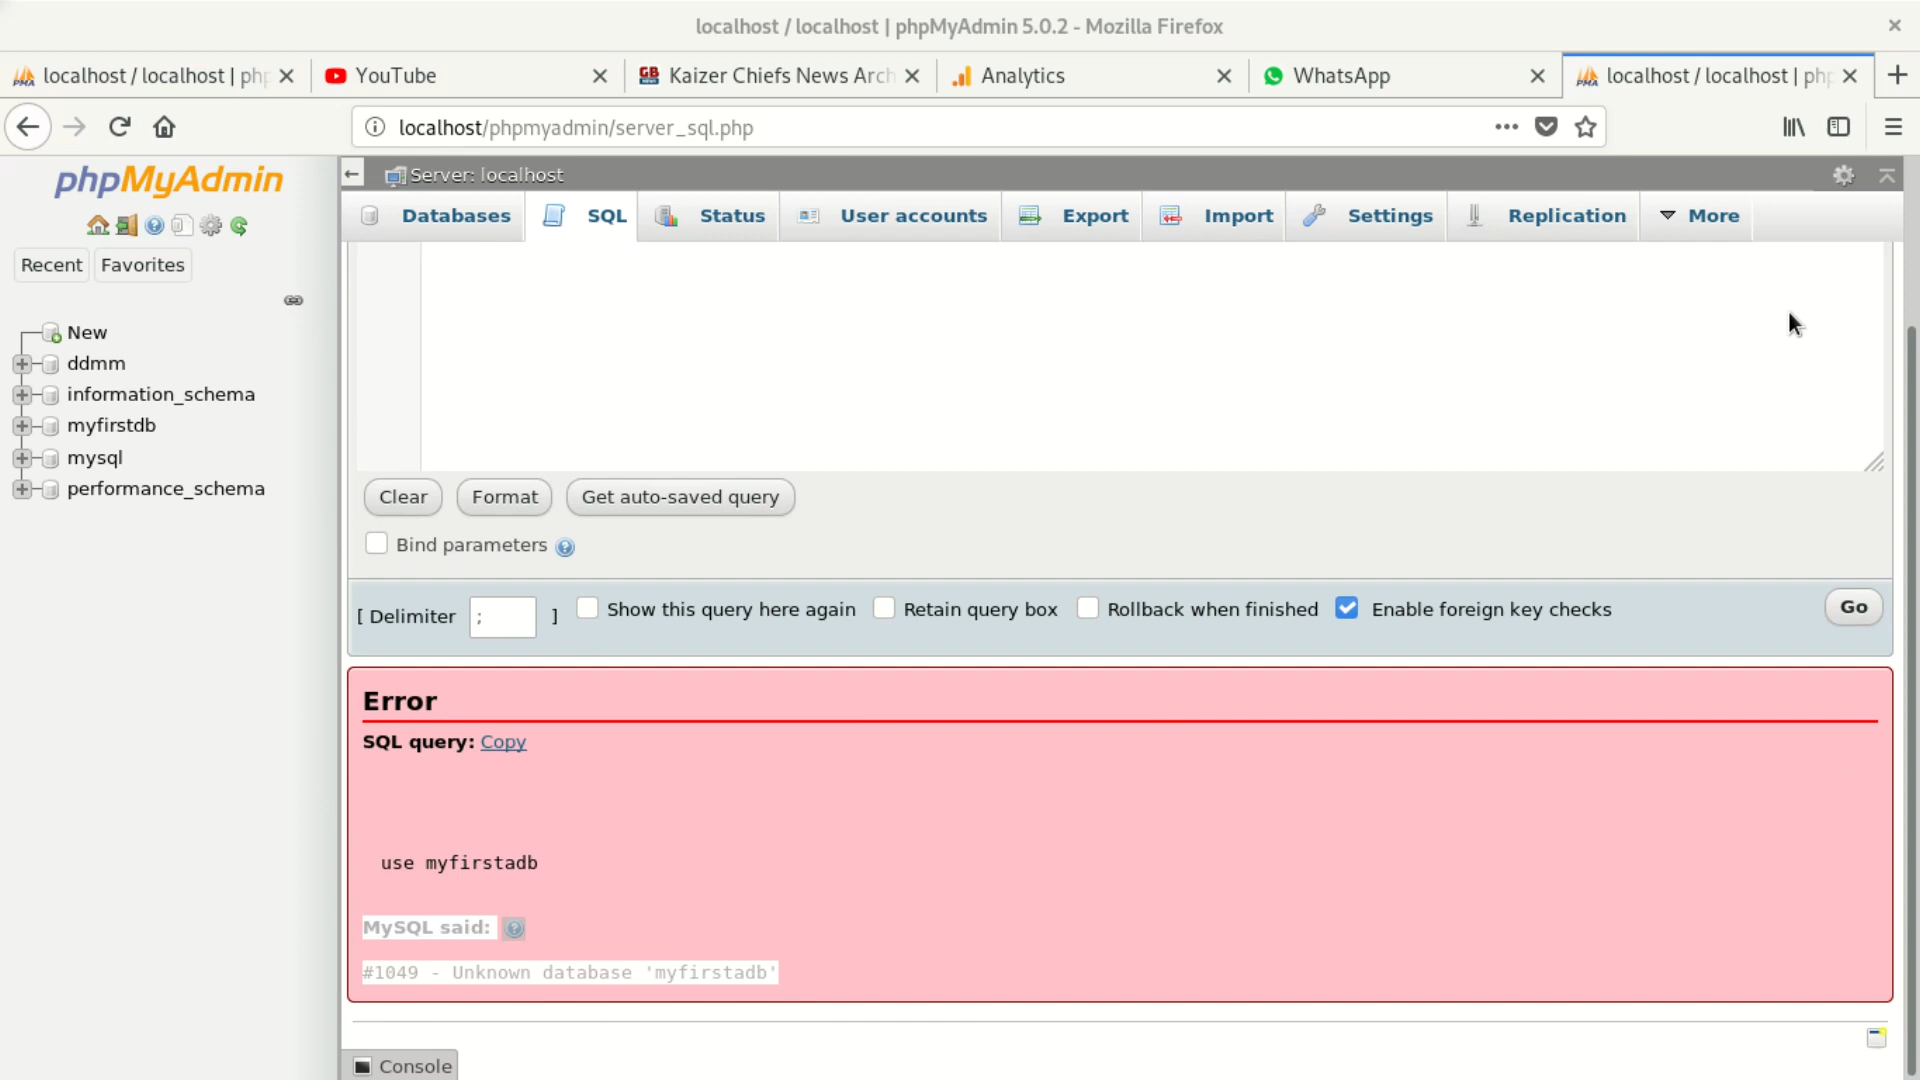 localhost / localhost | phpMyAdmin 5.0.2 - Mozilla Firefox
localhost / localhost | php
YouTube
Kaizer Chiefs News Arch
Analytics
WhatsApp
localhost / localhost | php
localhost/phpmyadmin/server_sql.php
phpMyAdmin
Server: localhost
Databases
SQL
Status
User accounts
Export
Import
Settings
Replication
More
Recent
Favorites
New
ddmm
information_schema
myfirstdb
mysql
performance_schema
Clear
Format
Get auto-saved query
Bind parameters
[ Delimiter ; ]
Show this query here again
Retain query box
Rollback when finished
Enable foreign key checks
Go
Error
SQL query: Copy
use myfirstadb
MySQL said:
#1049 - Unknown database 'myfirstadb'
Console